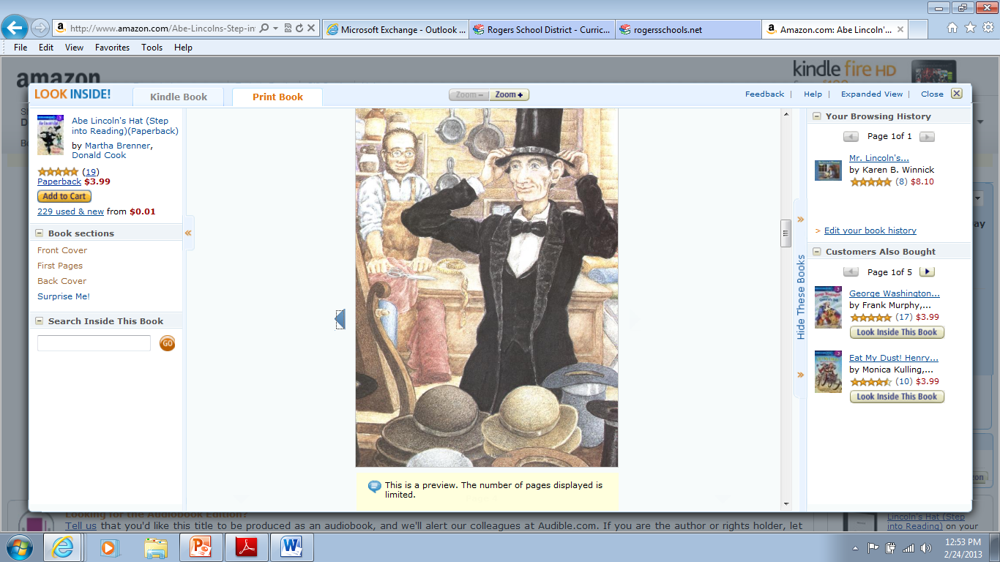 http://www.amazon.com/Abe-Lincolns-Step-in
Microsoft Exchange - Outlook ...
Rogers School District - Curric...
rogersschools.net
Amazon.com: Abe Lincoln'...
File Edit View Favorites Tools Help
amazon
kindle fire HD
LOOK INSIDE!
Kindle Book
Print Book
Zoom –
Zoom +
Feedback | Help | Expanded View | Close
Abe Lincoln's Hat (Step
into Reading)(Paperback)
by Martha Brenner,
Donald Cook
(19)
Paperback $3.99
Add to Cart
229 used & new from $0.01
Book sections
Front Cover
First Pages
Back Cover
Surprise Me!
Search Inside This Book
GO
This is a preview. The number of pages displayed is
limited.
Hide These Books
Your Browsing History
Page 1of 1
Mr. Lincoln's...
by Karen B. Winnick
(8) $8.10
> Edit your book history
Customers Also Bought
Page 1of 5
George Washington...
by Frank Murphy,...
(17) $3.99
Look Inside This Book
Eat My Dust! Henry...
by Monica Kulling,...
(10) $3.99
Look Inside This Book
Looking for the Audiobook Edition?
Tell us that you'd like this title to be produced as an audiobook, and we'll alert our colleagues at Audible.com. If you are the author or rights holder, let
Lincoln's Hat (Step
into Reading) on your
12:53 PM
2/24/2013